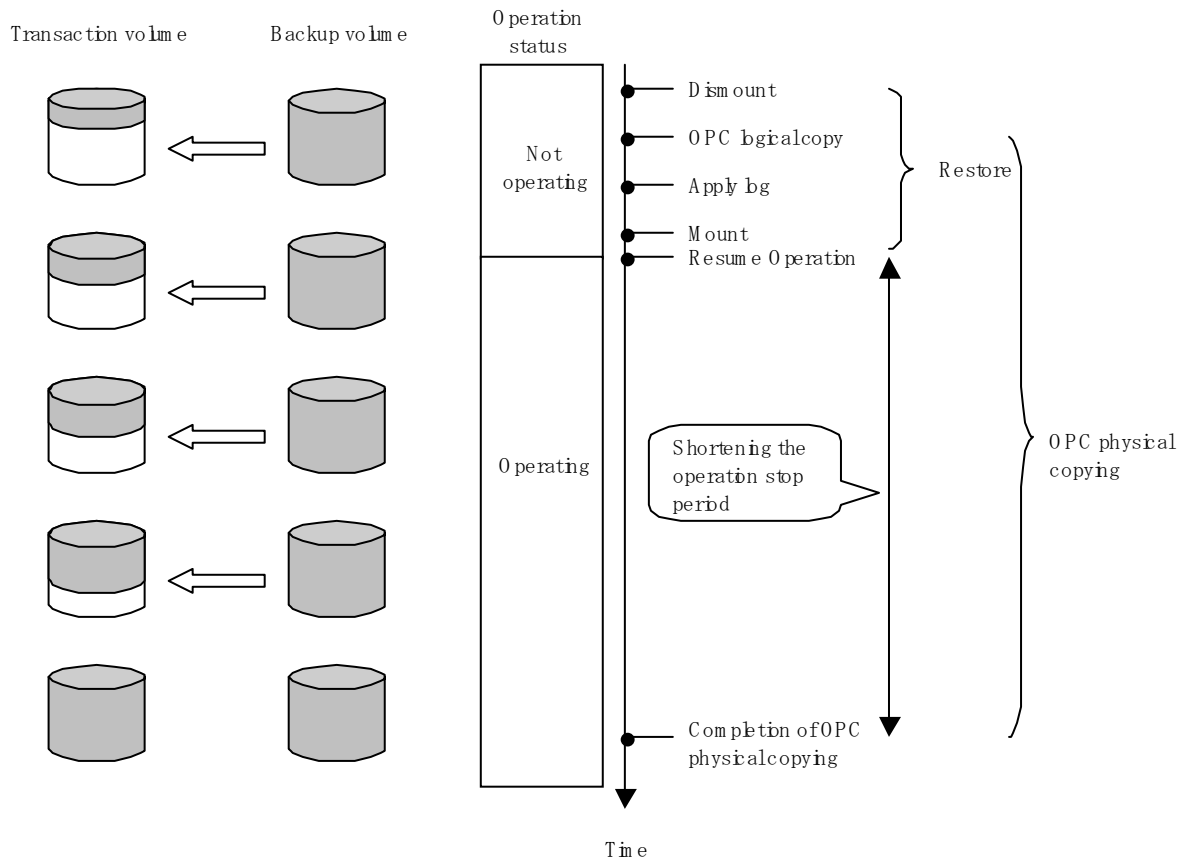 Transaction volume
Backup volume
Operation
status
Not
operating
Operating
Dismount
OPC logical copy
Apply log
Mount
Resume Operation
Restore
Shortening the
operation stop
period
OPC physical
copying
Completion of OPC
physical copying
Time